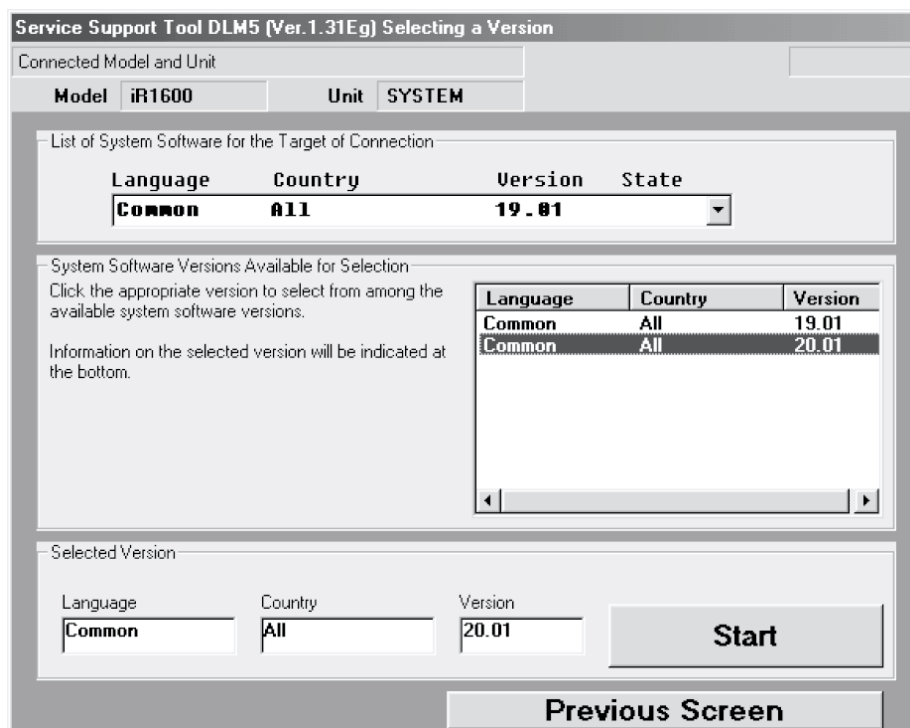 Service Support Tool DLM5 (Ver.1.31Eg) Selecting a Version
Connected Model and Unit
Model iR1600 Unit SYSTEM
List of System Software for the Target of Connection
Language Country Version State
Common All 19.01
System Software Versions Available for Selection
Click the appropriate version to select from among the
available system software versions.
Information on the selected version will be indicated at
the bottom.
Language Country Version
Common All 19.01
Common All 20.01
Selected Version
Language Country Version
Common All 20.01
Start
Previous Screen